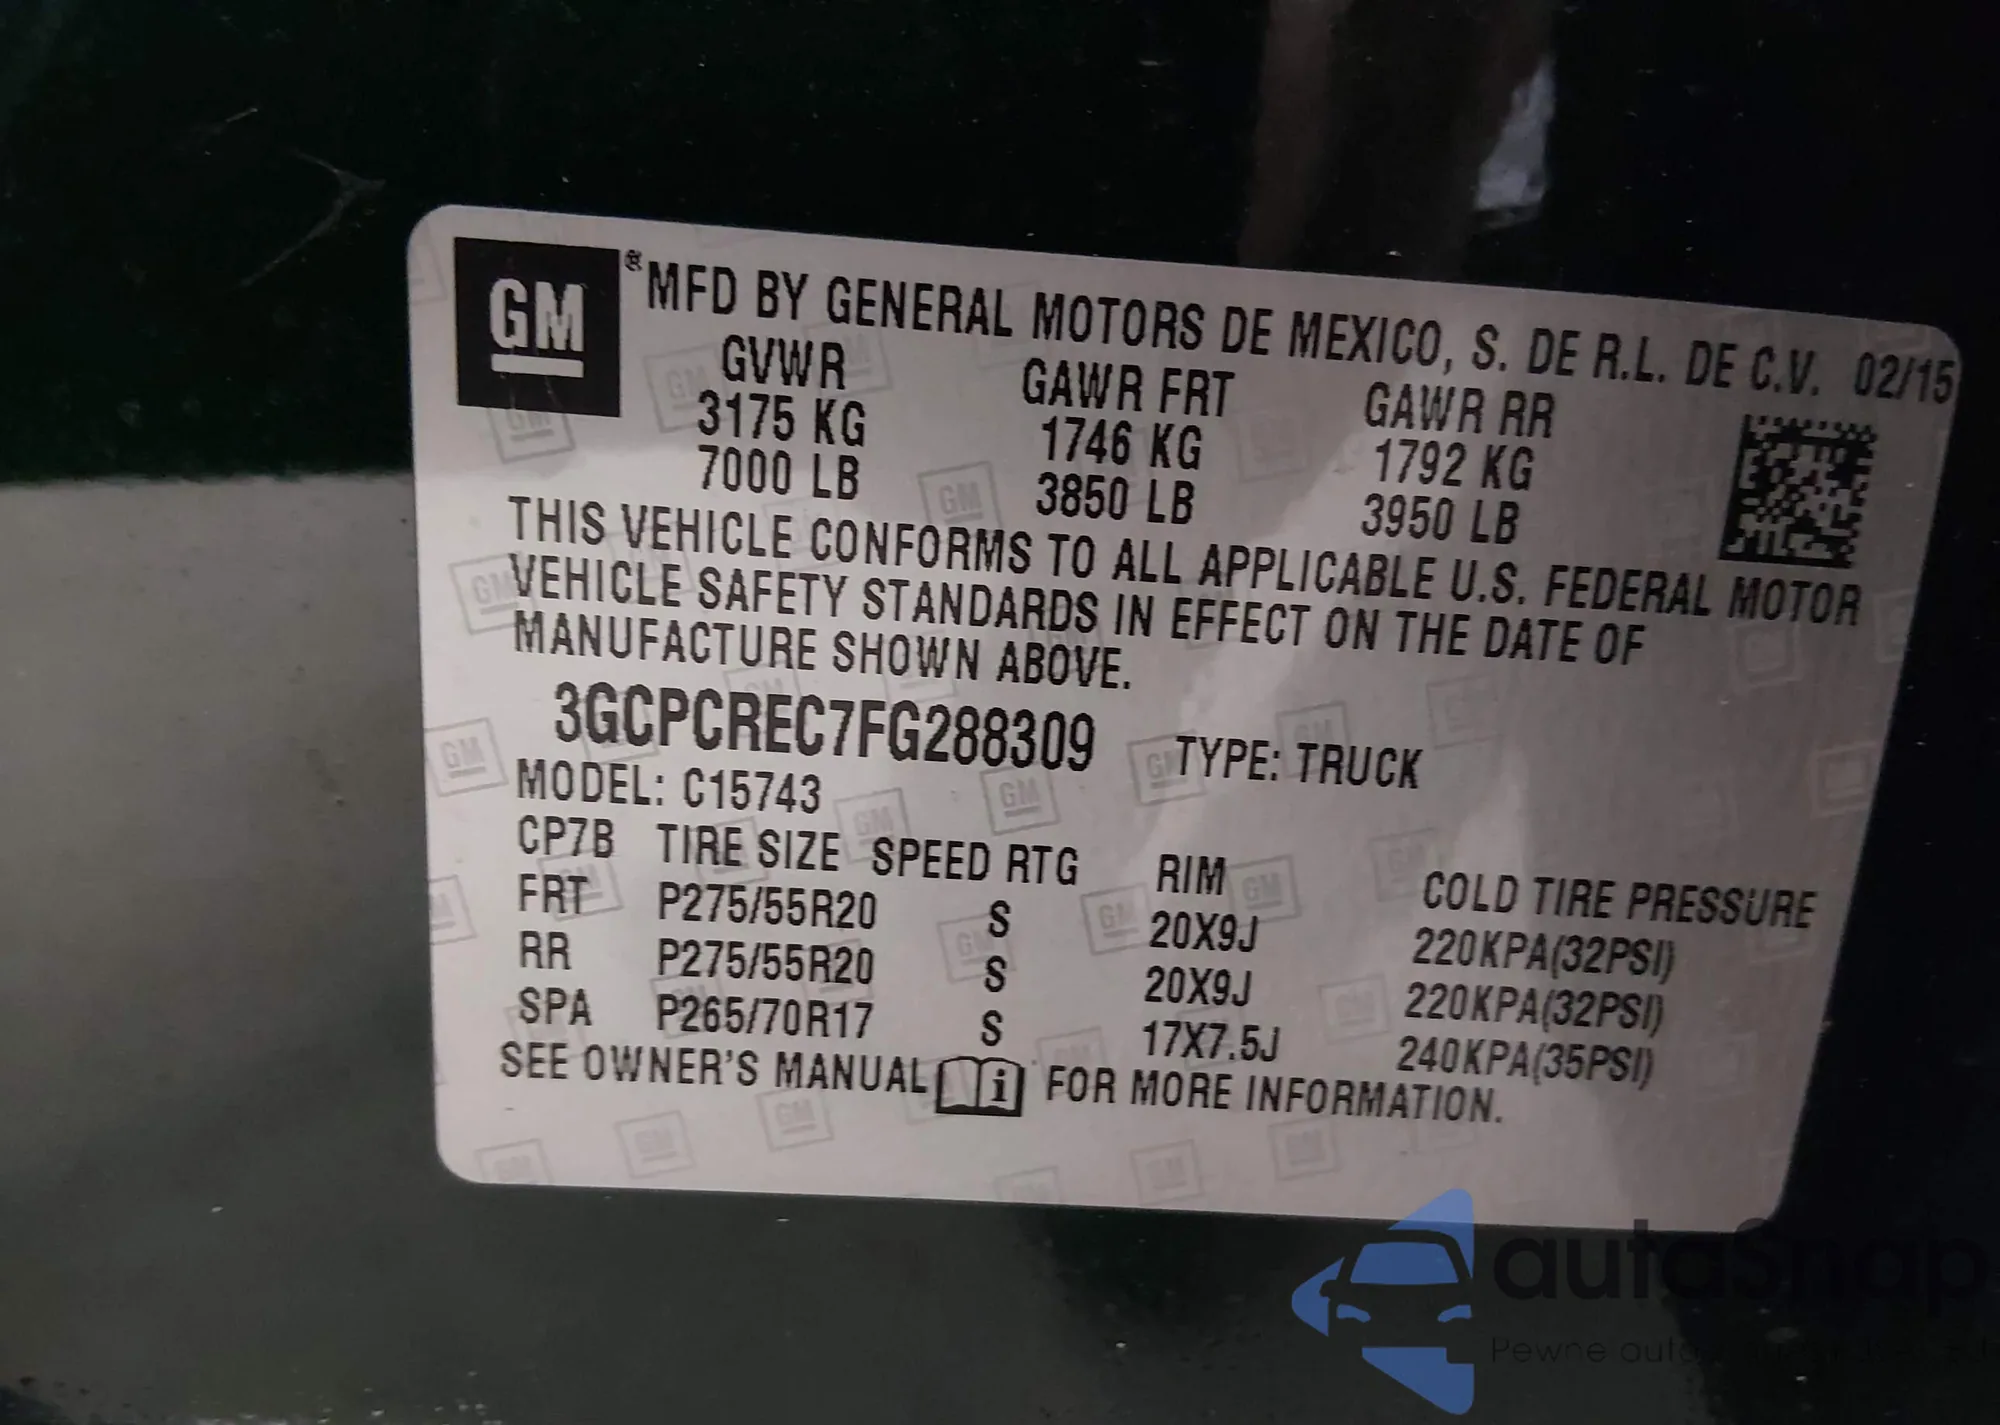 GM ® MFD BY GENERAL MOTORS DE MEXICO, S. DE R.L. DE C.V. 02/15
GVWR GAWR FRT GAWR RR
3175 KG 1746 KG 1792 KG
7000 LB 3850 LB 3950 LB
THIS VEHICLE CONFORMS TO ALL APPLICABLE U.S. FEDERAL MOTOR
VEHICLE SAFETY STANDARDS IN EFFECT ON THE DATE OF
MANUFACTURE SHOWN ABOVE.
3GCPCREC7FG288309 TYPE: TRUCK
MODEL: C15743
CP7B TIRE SIZE SPEED RTG RIM COLD TIRE PRESSURE
FRT P275/55R20 S 20X9J 220KPA(32PSI)
RR P275/55R20 S 20X9J 220KPA(32PSI)
SPA P265/70R17 S 17X7.5J 240KPA(35PSI)
SEE OWNER'S MANUAL i FOR MORE INFORMATION.
autaSnap
Pewne auto